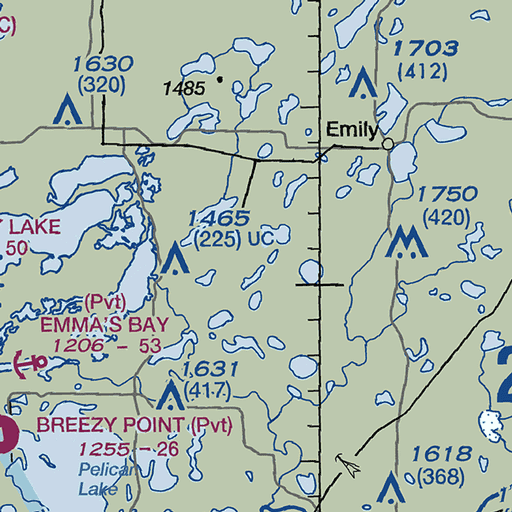 C)
1630
(320)
1485
1703
(412)
Emily
1750
(420)
1465
(225) UC
Y LAKE
50
(Pvt)
EMMA'S BAY
1206 - 53
1631
(417)
2
BREEZY POINT (Pvt)
1255 - 26
Pelican
Lake
1618
(368)